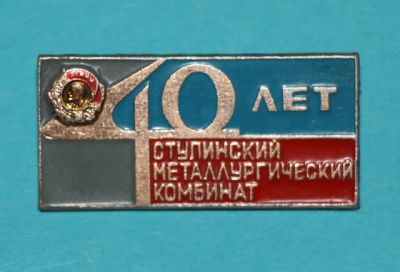 40 ЛЕТ
СТУПИНСКИЙ
МЕТАЛЛУРГИЧЕСКИЙ
КОМБИНАТ